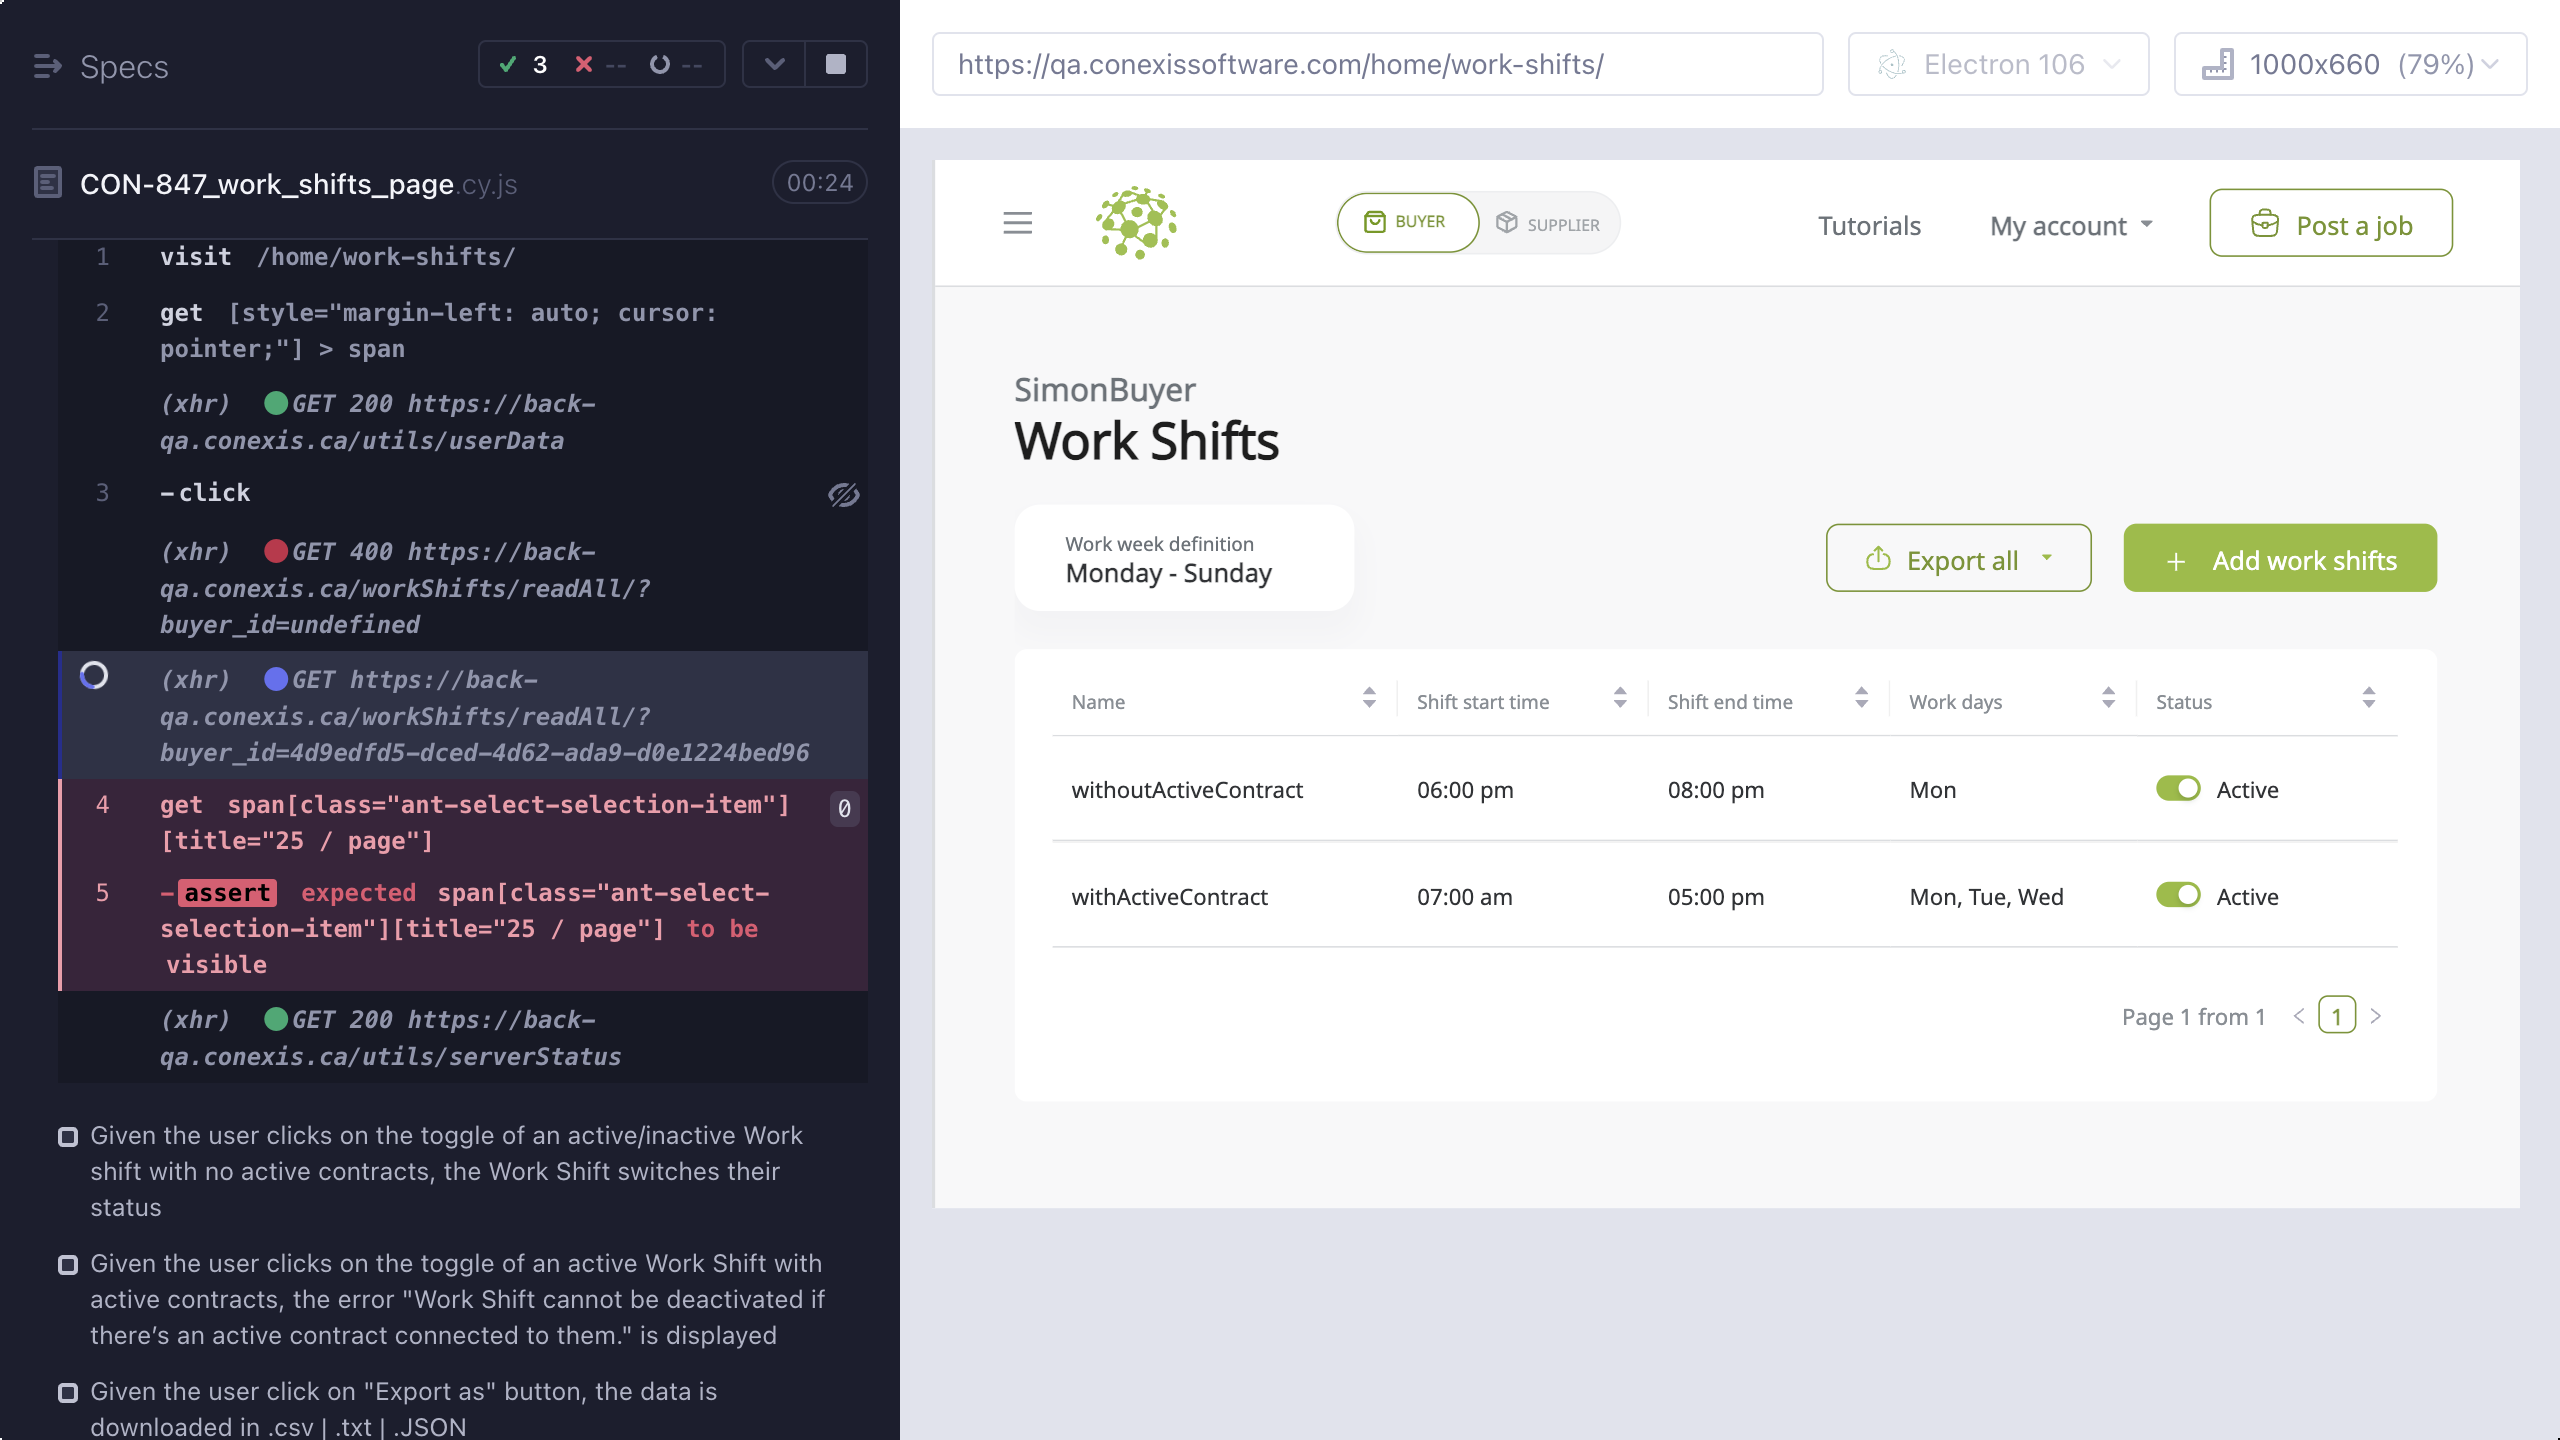 Specs
3 -- --
CON-847_work_shifts_page.cy.js 00:24
1 visit /home/work-shifts/
2 get [style="margin-left: auto; cursor:
pointer;"] > span
(xhr) GET 200 https://back-
qa.conexis.ca/utils/userData
3 -click
(xhr) GET 400 https://back-
qa.conexis.ca/workShifts/readAll/?
buyer_id=undefined
(xhr) GET https://back-
qa.conexis.ca/workShifts/readAll/?
buyer_id=4d9edfd5-dced-4d62-ada9-d0e1224bed96
4 get span[class="ant-select-selection-item"] 0
[title="25 / page"]
5 -assert expected span[class="ant-select-
selection-item"][title="25 / page"] to be
visible
(xhr) GET 200 https://back-
qa.conexis.ca/utils/serverStatus
Given the user clicks on the toggle of an active/inactive Work
shift with no active contracts, the Work Shift switches their
status
Given the user clicks on the toggle of an active Work Shift with
active contracts, the error "Work Shift cannot be deactivated if
there’s an active contract connected to them." is displayed
Given the user click on "Export as" button, the data is
downloaded in .csv | .txt | .JSON
https://qa.conexissoftware.com/home/work-shifts/ Electron 106 1000x660 (79%)
BUYER SUPPLIER Tutorials My account Post a job
SimonBuyer
Work Shifts
Work week definition
Monday - Sunday
Export all + Add work shifts
Name Shift start time Shift end time Work days Status
withoutActiveContract 06:00 pm 08:00 pm Mon Active
withActiveContract 07:00 am 05:00 pm Mon, Tue, Wed Active
Page 1 from 1 < 1 >